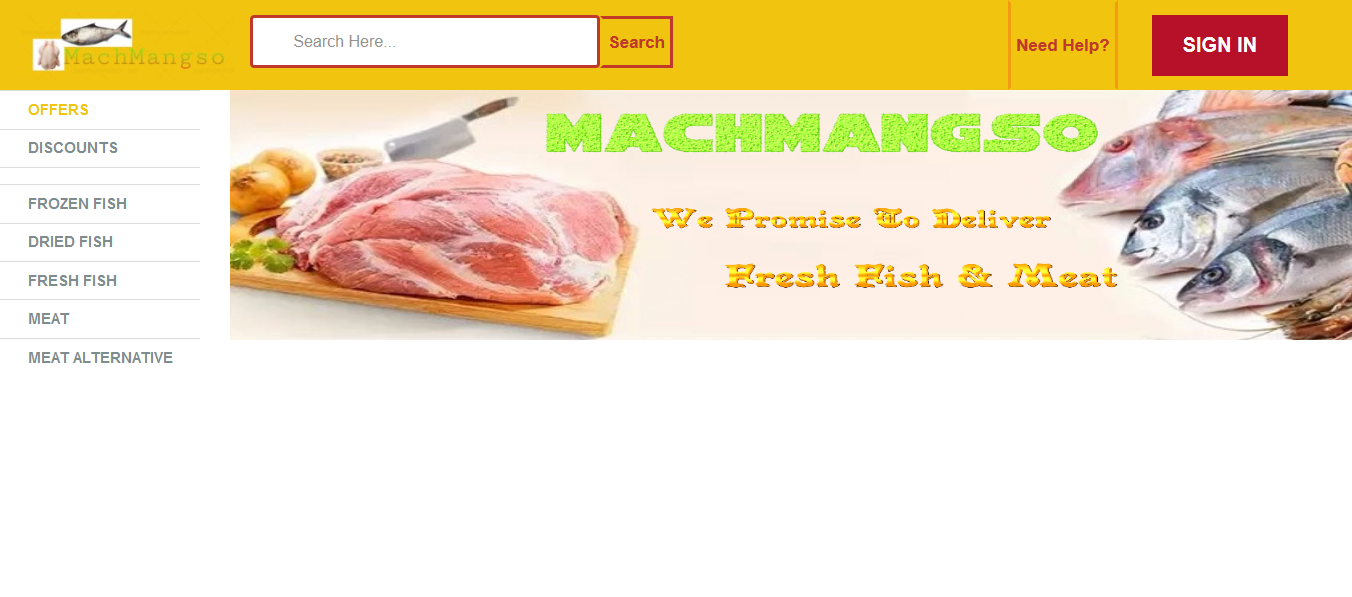 MachMangso
Search Here...
Search
Need Help?
SIGN IN
OFFERS
DISCOUNTS
FROZEN FISH
DRIED FISH
FRESH FISH
MEAT
MEAT ALTERNATIVE
MACHMANGSO
We Promise To Deliver
Fresh Fish & Meat